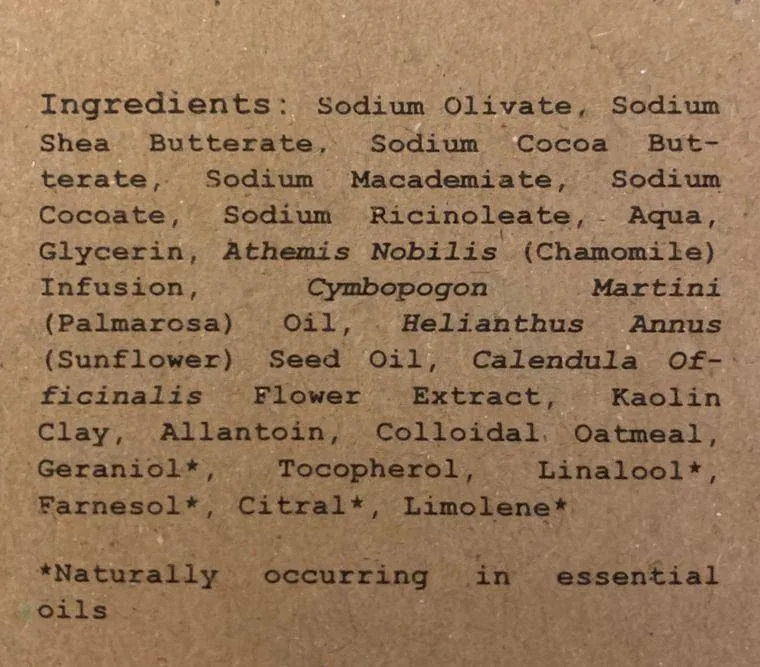 Ingredients: Sodium Olivate, Sodium
Shea Butterate, Sodium Cocoa But-
terate, Sodium Macademiate, Sodium
Cocoate, Sodium Ricinoleate, Aqua,
Glycerin, Athemis Nobilis (Chamomile)
Infusion, Cymbopogon Martini
(Palmarosa) Oil, Helianthus Annus
(Sunflower) Seed Oil, Calendula Of-
ficinalis Flower Extract, Kaolin
Clay, Allantoin, Colloidal Oatmeal,
Geraniol*, Tocopherol, Linalool*,
Farnesol*, Citral*, Limolene*
*Naturally occurring in essential
oils